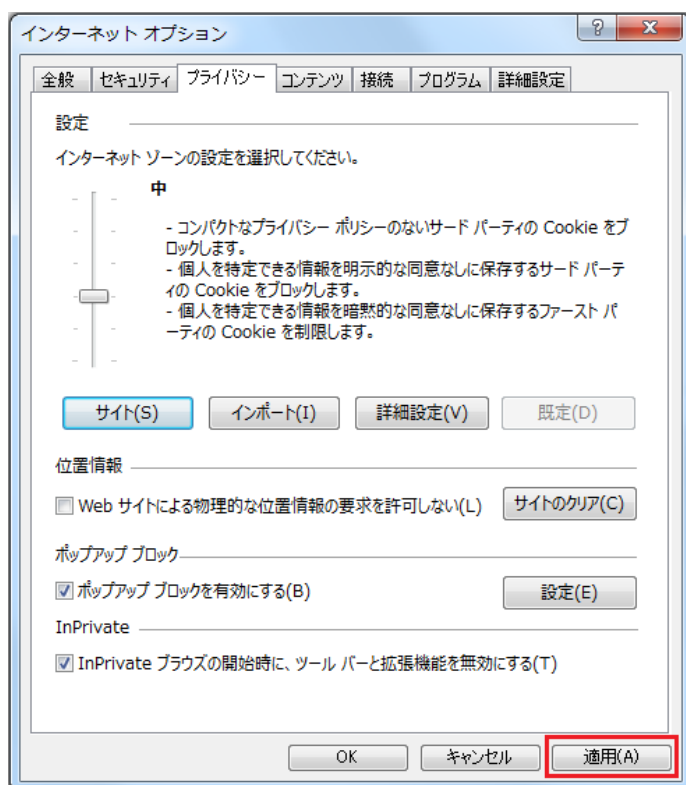 インターネット オプション
全般 セキュリティ プライバシー コンテンツ 接続 プログラム 詳細設定
設定
インターネット ゾーンの設定を選択してください。
中
- コンパクトなプライバシー ポリシーのないサード パーティの Cookie をブ
ロックします。
- 個人を特定できる情報を明示的な同意なしに保存するサード パーテ
ィの Cookie をブロックします。
- 個人を特定できる情報を暗黙的な同意なしに保存するファースト パ
ーティの Cookie を制限します。
サイト(S) インポート(I) 詳細設定(V) 既定(D)
位置情報
Web サイトによる物理的な位置情報の要求を許可しない(L) サイトのクリア(C)
ポップアップ ブロック
ポップアップ ブロックを有効にする(B) 設定(E)
InPrivate
InPrivate ブラウズの開始時に、ツール バーと拡張機能を無効にする(T)
OK キャンセル 適用(A)